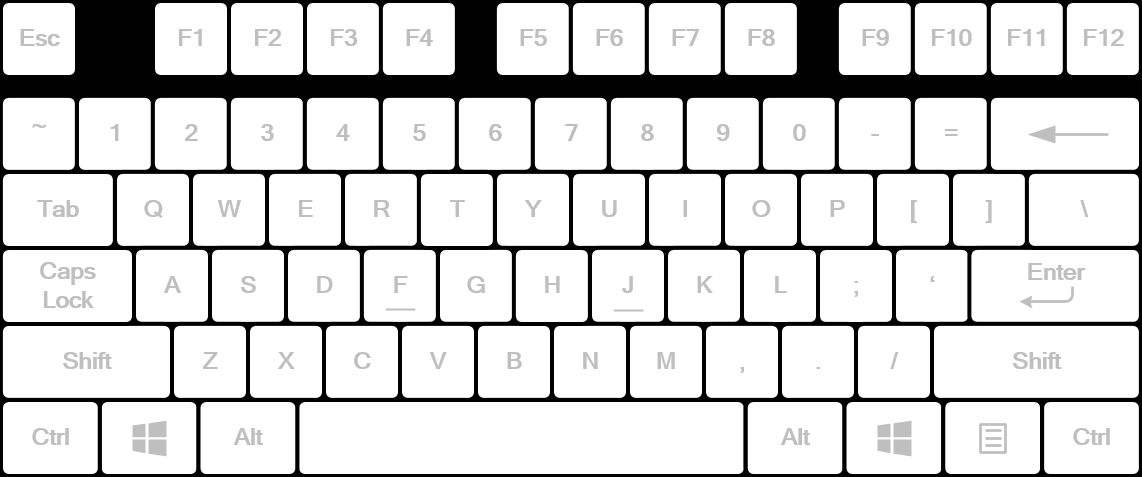 Esc F1 F2 F3 F4 F5 F6 F7 F8 F9 F10 F11 F12
~ 1 2 3 4 5 6 7 8 9 0 - =
Tab Q W E R T Y U I O P [ ] \
Caps
Lock A S D F G H J K L ; ‘ Enter
Shift Z X C V B N M , . / Shift
Ctrl Alt Alt Ctrl